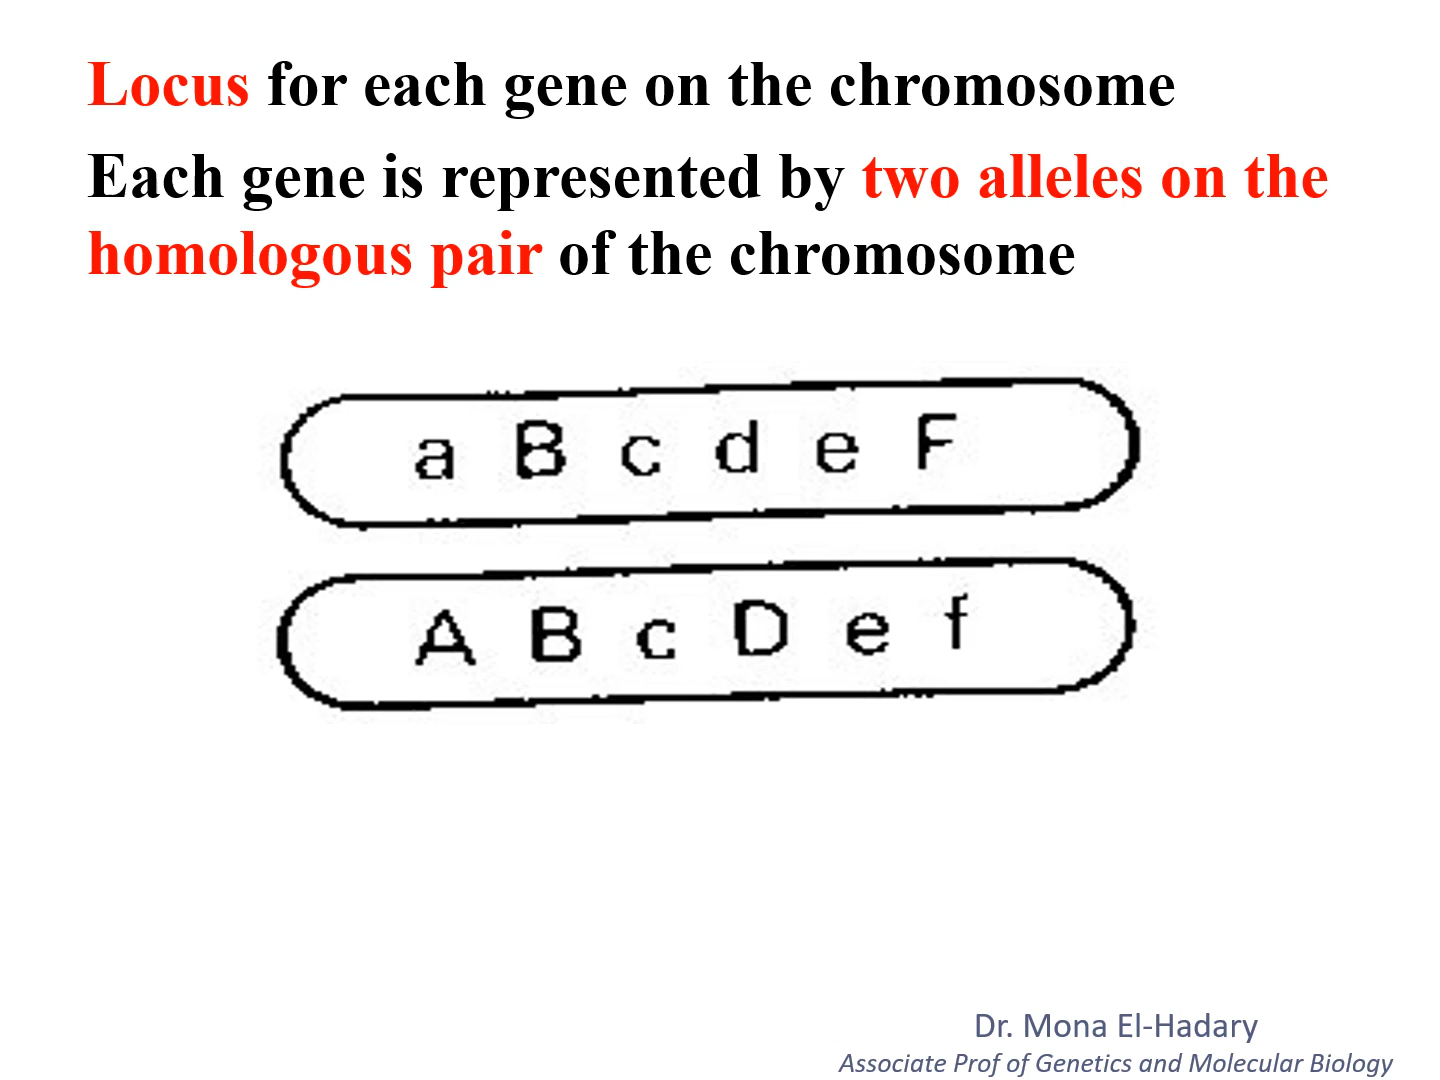 Locus for each gene on the chromosome
Each gene is represented by two alleles on the
homologous pair of the chromosome
a B c d e F
A B c D e f
Dr. Mona El-Hadary
Associate Prof of Genetics and Molecular Biology